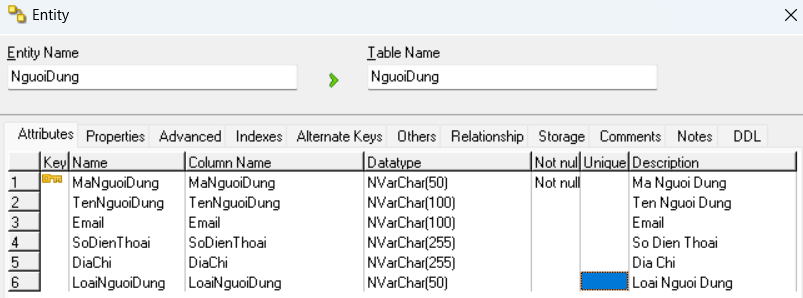 Entity
Entity Name Table Name
NguoiDung NguoiDung
Attributes Properties Advanced Indexes Alternate Keys Others Relationship Storage Comments Notes DDL
Key Name Column Name Datatype Not nul Unique Description
1 MaNguoiDung MaNguoiDung NVarChar(50) Not null Ma Nguoi Dung
2 TenNguoiDung TenNguoiDung NVarChar(100) Ten Nguoi Dung
3 Email Email NVarChar(100) Email
4 SoDienThoai SoDienThoai NVarChar(255) So Dien Thoai
5 DiaChi DiaChi NVarChar(255) Dia Chi
6 LoaiNguoiDung LoaiNguoiDung NVarChar(50) Loai Nguoi Dung